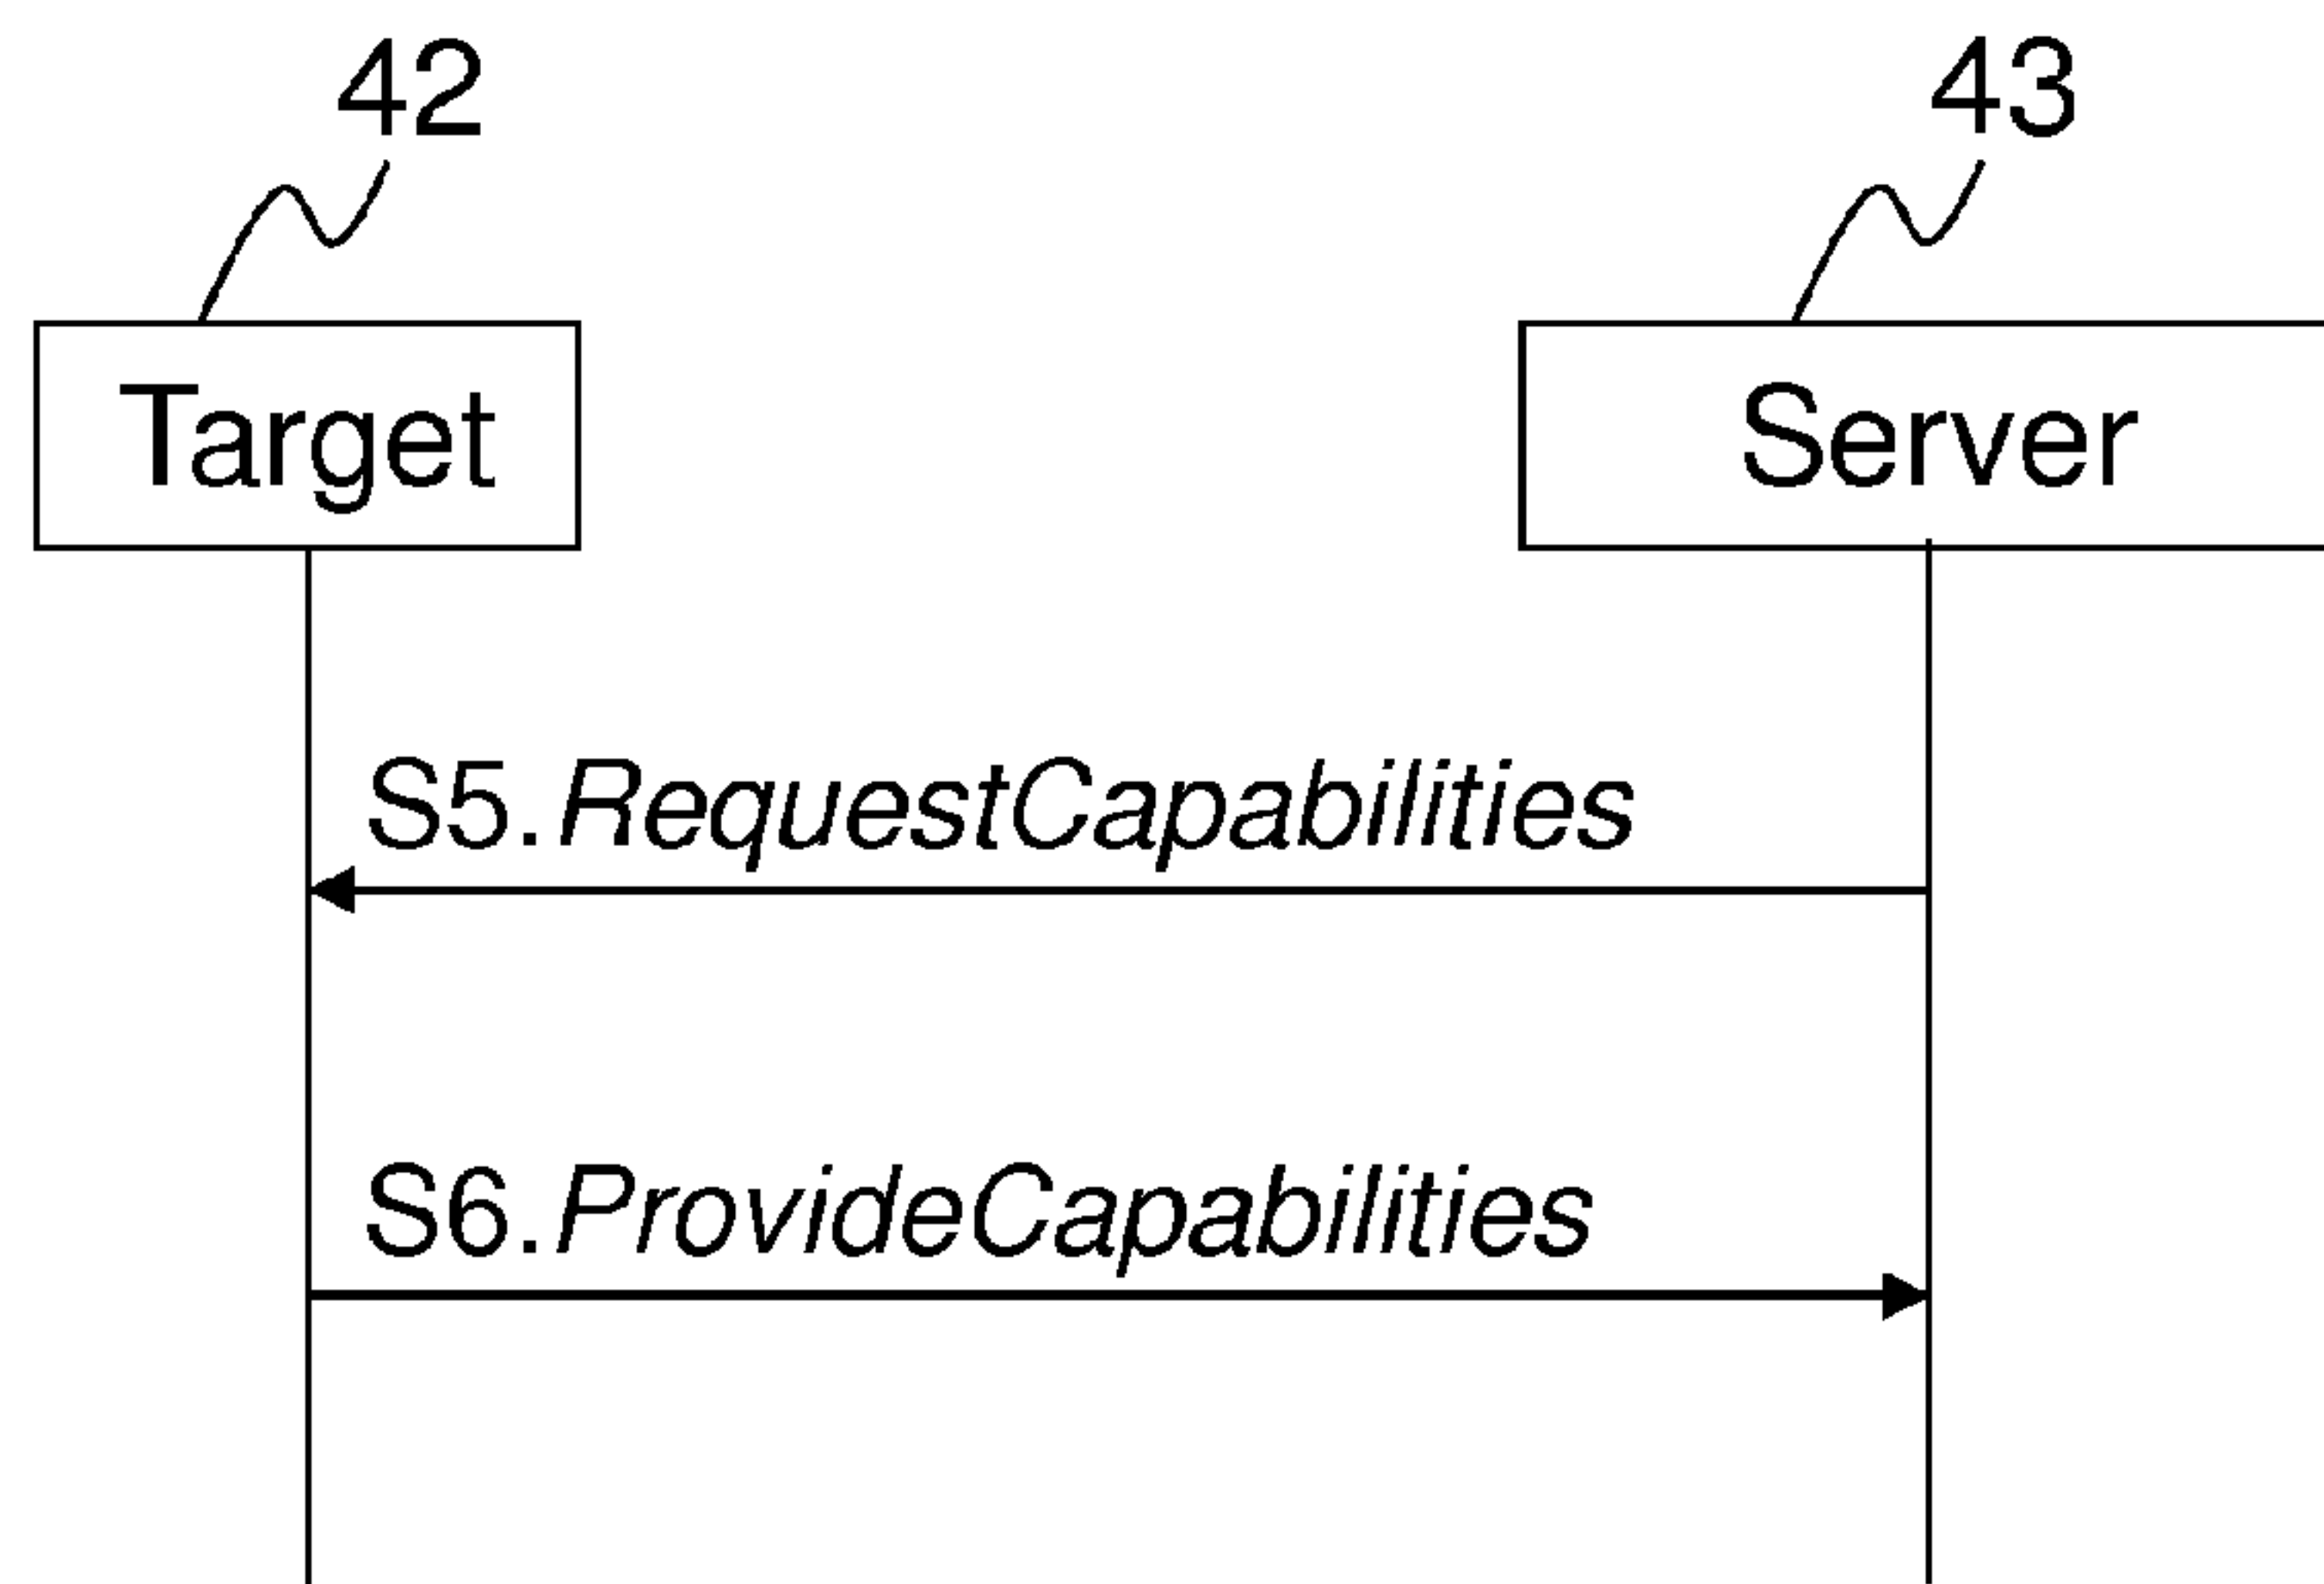 42
43
Target
Server
S5.RequestCapabilities
S6.ProvideCapabilities